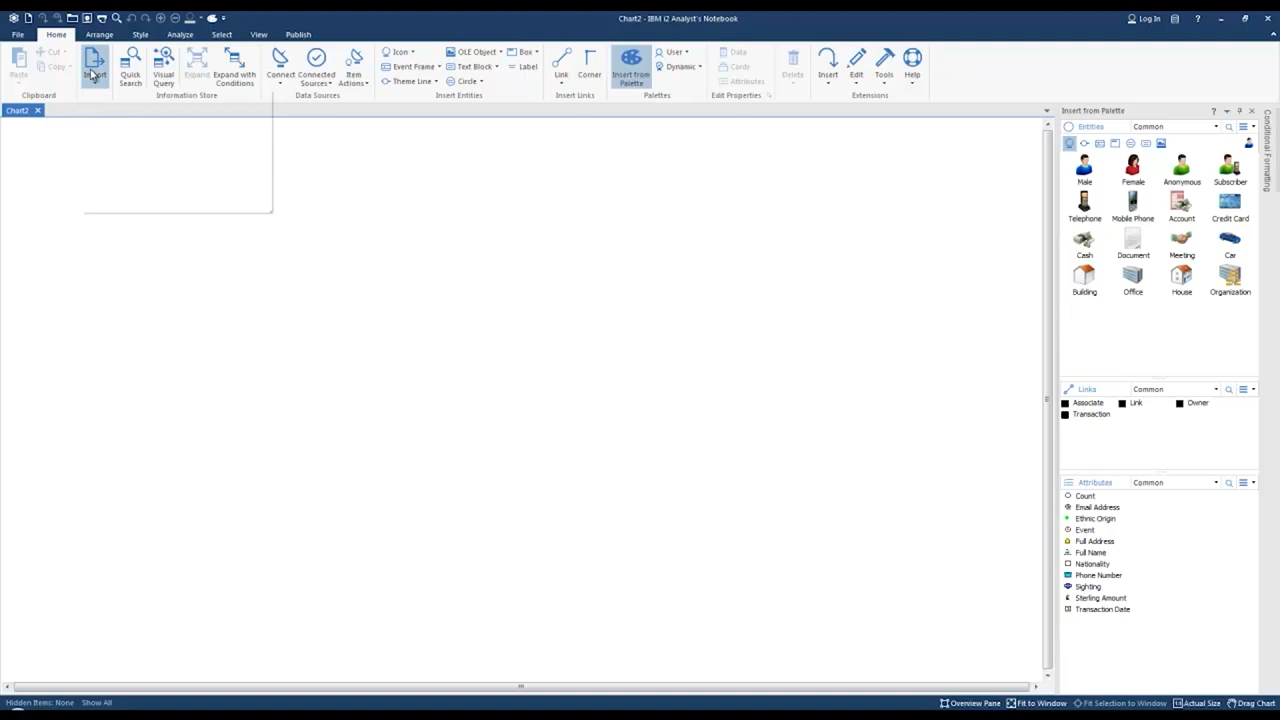 Chart2 - IBM i2 Analyst's Notebook
Log In
File Home Arrange Style Analyze Select View Publish
Paste
Cut
Copy
Clipboard
Import
Quick Search
Visual Query
Expand
Expand with Conditions
Information Store
Connect
Connected Sources
Data Sources
Item Actions
Icon
Event Frame
Theme Line
OLE Object
Text Block
Circle
Box
Label
Insert Entities
Link
Corner
Insert Links
Insert from Palette
User
Dynamic
Palettes
Data
Cards
Attributes
Edit Properties
Delete
Insert
Edit
Tools
Help
Extensions
Chart2
Insert from Palette
Conditional Formatting
Entities Common
Male Female Anonymous Subscriber
Telephone Mobile Phone Account Credit Card
Cash Document Meeting Car
Building Office House Organization
Links Common
Associate Link Owner
Transaction
Attributes Common
Count
Email Address
Ethnic Origin
Event
Full Address
Full Name
Nationality
Phone Number
Sighting
Sterling Amount
Transaction Date
Hidden Items: None Show All
Overview Pane Fit to Window Fit Selection to Window Actual Size Drag Chart